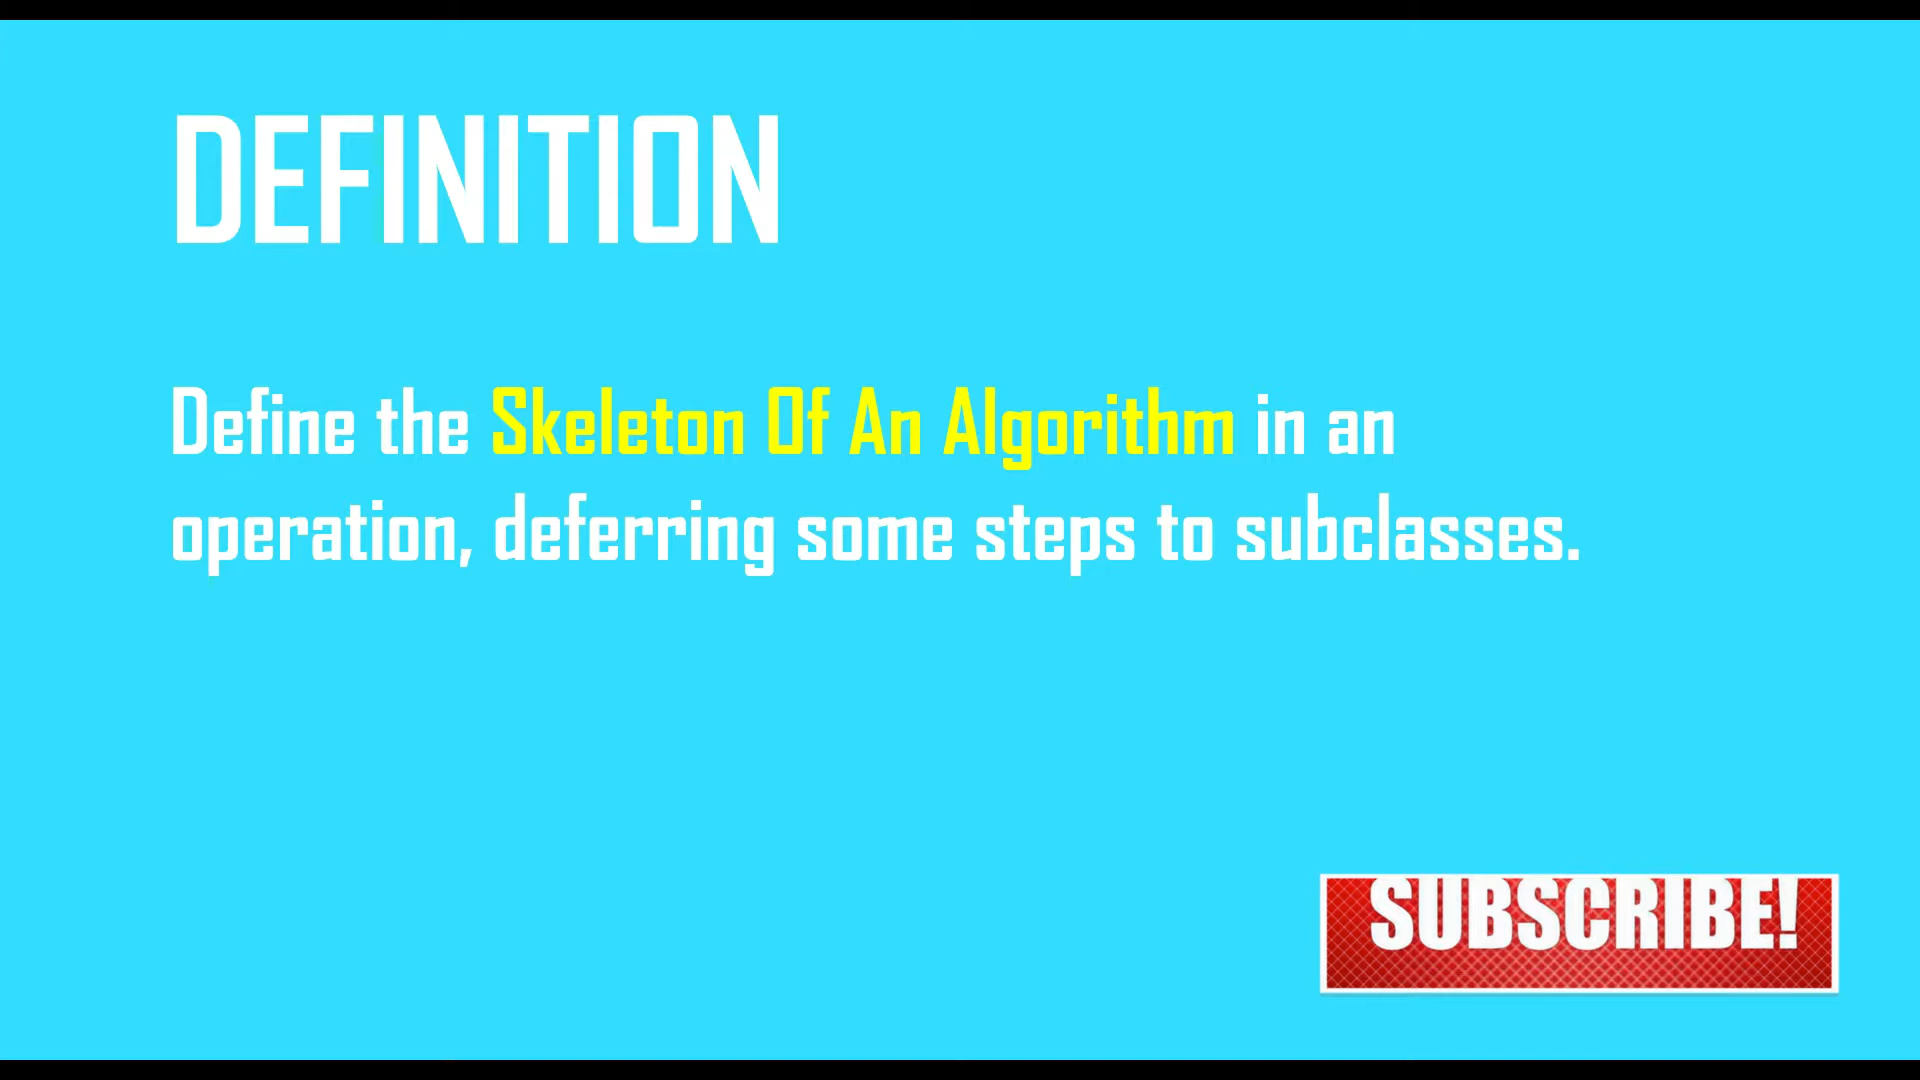 DEFINITION
Define the Skeleton Of An Algorithm in an
operation, deferring some steps to subclasses.
SUBSCRIBE!